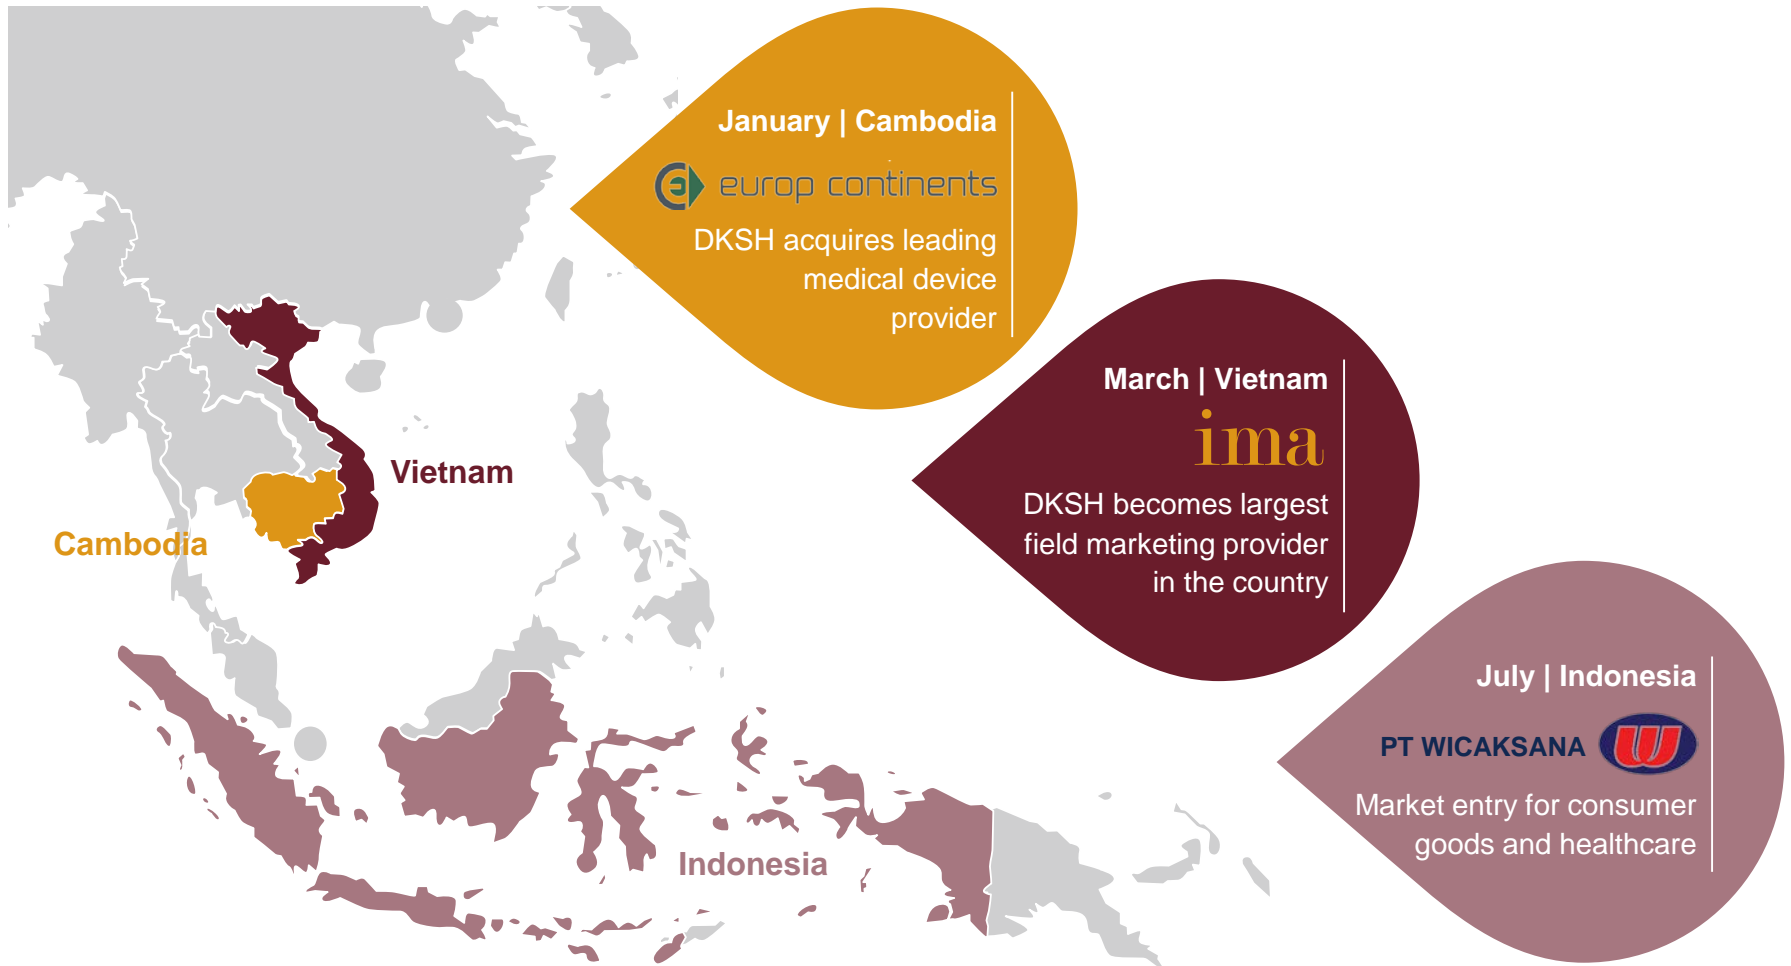 January | Cambodia
europ continents
DKSH acquires leading
medical device
provider
March | Vietnam
ima
DKSH becomes largest
field marketing provider
in the country
Vietnam
Cambodia
July | Indonesia
PT WICAKSANA
Market entry for consumer
goods and healthcare
Indonesia